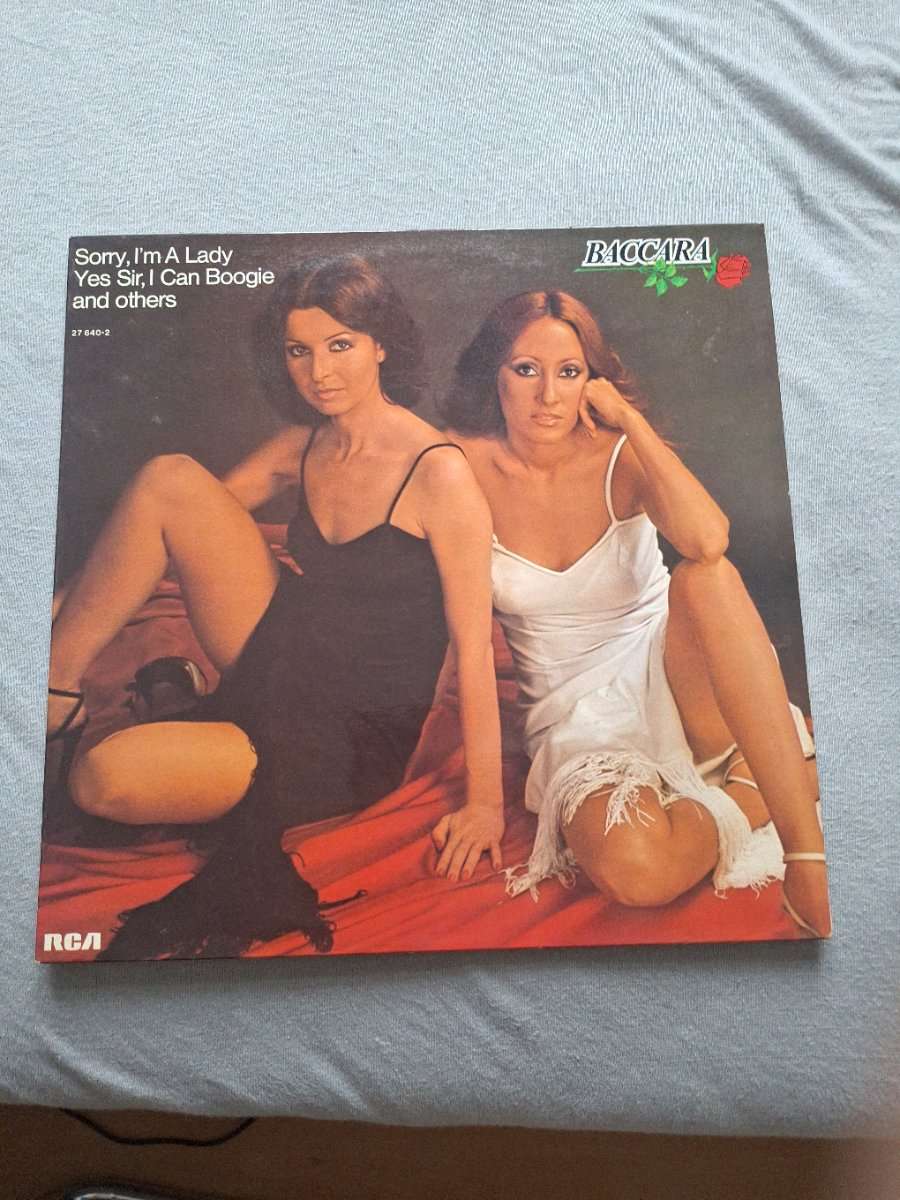 Sorry, I'm A Lady
Yes Sir, I Can Boogie
and others
27 640-2
BACCARA
RCA